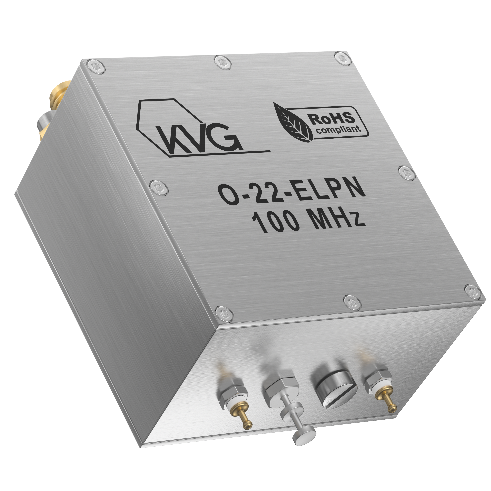 KVG
RoHS
compliant
O-22-ELPN
100 MHz